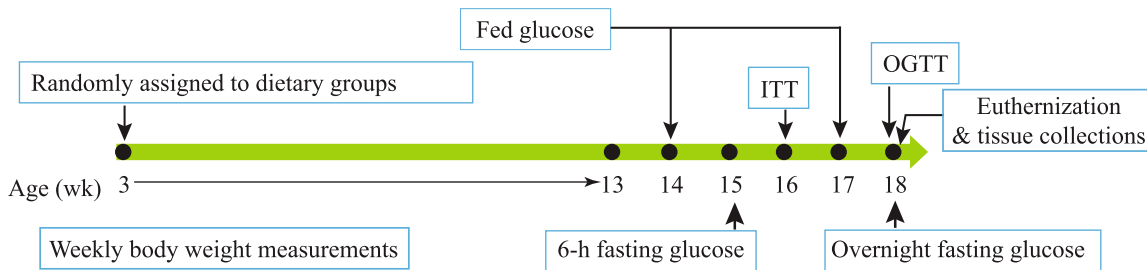 Fed glucose
OGTT
Randomly assigned to dietary groups
ITT
Euthernization
& tissue collections
Age (wk) 3 13 14 15 16 17 18
Weekly body weight measurements
6-h fasting glucose
Overnight fasting glucose